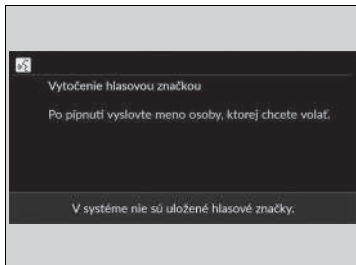 Vytočenie hlasovou značkou
Po pípnutí vyslovte meno osoby, ktorej chcete volať.
V systéme nie sú uložené hlasové značky.